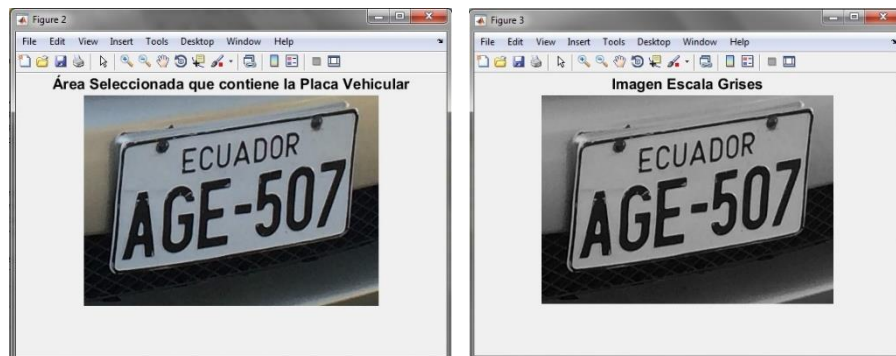 Figure 2
File Edit View Insert Tools Desktop Window Help
Área Seleccionada que contiene la Placa Vehicular
ECUADOR
AGE-507
Figure 3
File Edit View Insert Tools Desktop Window Help
Imagen Escala Grises
ECUADOR
AGE-507